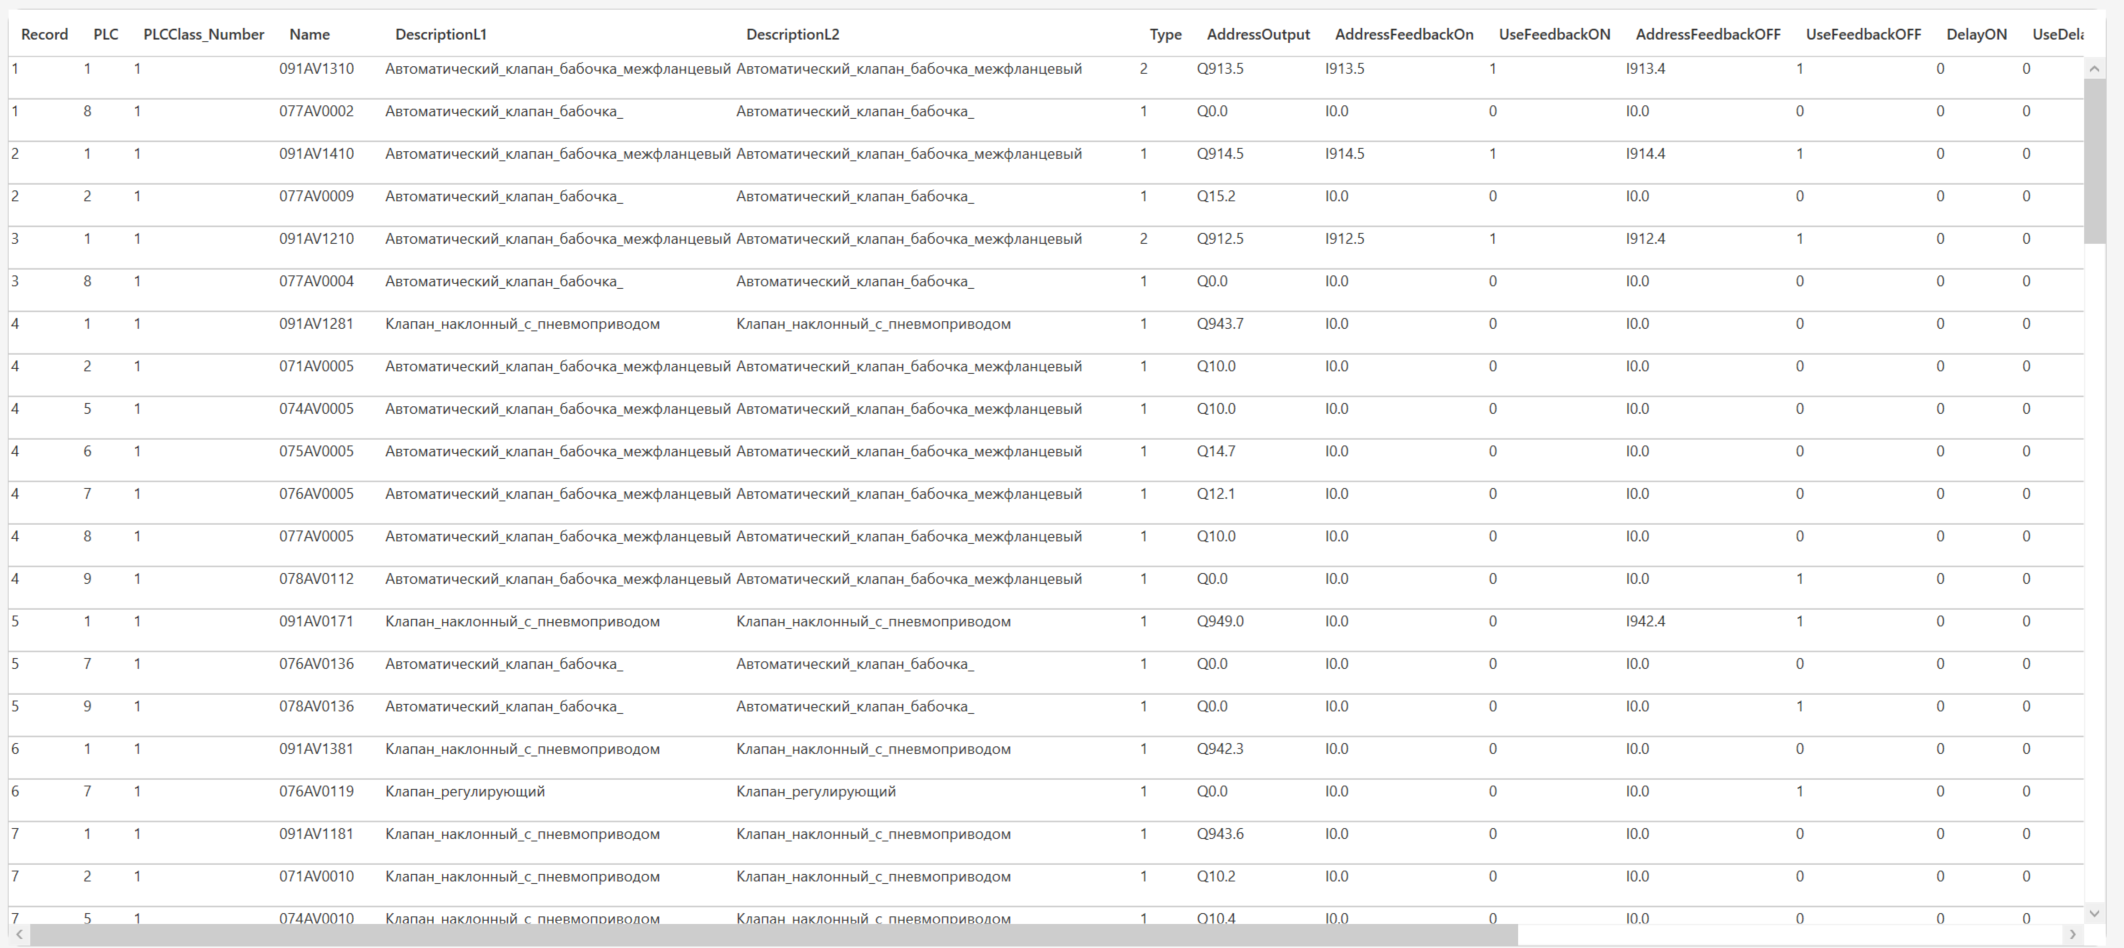 Record PLC PLCClass_Number Name DescriptionL1 DescriptionL2 Type AddressOutput AddressFeedbackOn UseFeedbackON AddressFeedbackOFF UseFeedbackOFF DelayON UseDela
1 1 1 091AV1310 Автоматический_клапан_бабочка_межфланцевый Автоматический_клапан_бабочка_межфланцевый 2 Q913.5 I913.5 1 I913.4 1 0 0
1 8 1 077AV0002 Автоматический_клапан_бабочка_ Автоматический_клапан_бабочка_ 1 Q0.0 I0.0 0 I0.0 0 0 0
2 1 1 091AV1410 Автоматический_клапан_бабочка_межфланцевый Автоматический_клапан_бабочка_межфланцевый 1 Q914.5 I914.5 1 I914.4 1 0 0
2 2 1 077AV0009 Автоматический_клапан_бабочка_ Автоматический_клапан_бабочка_ 1 Q15.2 I0.0 0 I0.0 0 0 0
3 1 1 091AV1210 Автоматический_клапан_бабочка_межфланцевый Автоматический_клапан_бабочка_межфланцевый 2 Q912.5 I912.5 1 I912.4 1 0 0
3 8 1 077AV0004 Автоматический_клапан_бабочка_ Автоматический_клапан_бабочка_ 1 Q0.0 I0.0 0 I0.0 0 0 0
4 1 1 091AV1281 Клапан_наклонный_с_пневмоприводом Клапан_наклонный_с_пневмоприводом 1 Q943.7 I0.0 0 I0.0 0 0 0
4 2 1 071AV0005 Автоматический_клапан_бабочка_межфланцевый Автоматический_клапан_бабочка_межфланцевый 1 Q10.0 I0.0 0 I0.0 0 0 0
4 5 1 074AV0005 Автоматический_клапан_бабочка_межфланцевый Автоматический_клапан_бабочка_межфланцевый 1 Q10.0 I0.0 0 I0.0 0 0 0
4 6 1 075AV0005 Автоматический_клапан_бабочка_межфланцевый Автоматический_клапан_бабочка_межфланцевый 1 Q14.7 I0.0 0 I0.0 0 0 0
4 7 1 076AV0005 Автоматический_клапан_бабочка_межфланцевый Автоматический_клапан_бабочка_межфланцевый 1 Q12.1 I0.0 0 I0.0 0 0 0
4 8 1 077AV0005 Автоматический_клапан_бабочка_межфланцевый Автоматический_клапан_бабочка_межфланцевый 1 Q10.0 I0.0 0 I0.0 0 0 0
4 9 1 078AV0112 Автоматический_клапан_бабочка_межфланцевый Автоматический_клапан_бабочка_межфланцевый 1 Q0.0 I0.0 0 I0.0 1 0 0
5 1 1 091AV0171 Клапан_наклонный_с_пневмоприводом Клапан_наклонный_с_пневмоприводом 1 Q949.0 I0.0 0 I942.4 1 0 0
5 7 1 076AV0136 Автоматический_клапан_бабочка_ Автоматический_клапан_бабочка_ 1 Q0.0 I0.0 0 I0.0 0 0 0
5 9 1 078AV0136 Автоматический_клапан_бабочка_ Автоматический_клапан_бабочка_ 1 Q0.0 I0.0 0 I0.0 1 0 0
6 1 1 091AV1381 Клапан_наклонный_с_пневмоприводом Клапан_наклонный_с_пневмоприводом 1 Q942.3 I0.0 0 I0.0 0 0 0
6 7 1 076AV0119 Клапан_регулирующий Клапан_регулирующий 1 Q0.0 I0.0 0 I0.0 1 0 0
7 1 1 091AV1181 Клапан_наклонный_с_пневмоприводом Клапан_наклонный_с_пневмоприводом 1 Q943.6 I0.0 0 I0.0 0 0 0
7 2 1 071AV0010 Клапан_наклонный_с_пневмоприводом Клапан_наклонный_с_пневмоприводом 1 Q10.2 I0.0 0 I0.0 0 0 0
7 5 1 074AV0010 Клапан_наклонный_с_пневмоприводом Клапан_наклонный_с_пневмоприводом 1 Q10.4 I0.0 0 I0.0 0 0 0